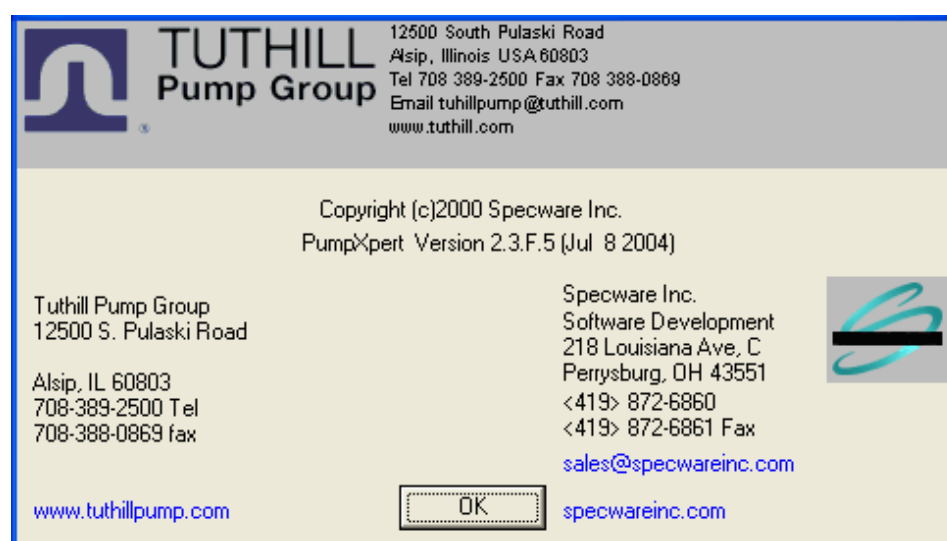 TUTHILL
Pump Group
®
12500 South Pulaski Road
Alsip, Illinois USA 60803
Tel 708 389-2500 Fax 708 388-0869
Email tuhillpump@tuthill.com
www.tuthill.com
Copyright (c)2000 Specware Inc.
PumpXpert Version 2.3.F.5 (Jul 8 2004)
Tuthill Pump Group
12500 S. Pulaski Road
Alsip, IL 60803
708-389-2500 Tel
708-388-0869 fax
www.tuthillpump.com
Specware Inc.
Software Development
218 Louisiana Ave, C
Perrysburg, OH 43551
<419> 872-6860
<419> 872-6861 Fax
sales@specwareinc.com
specwareinc.com
OK